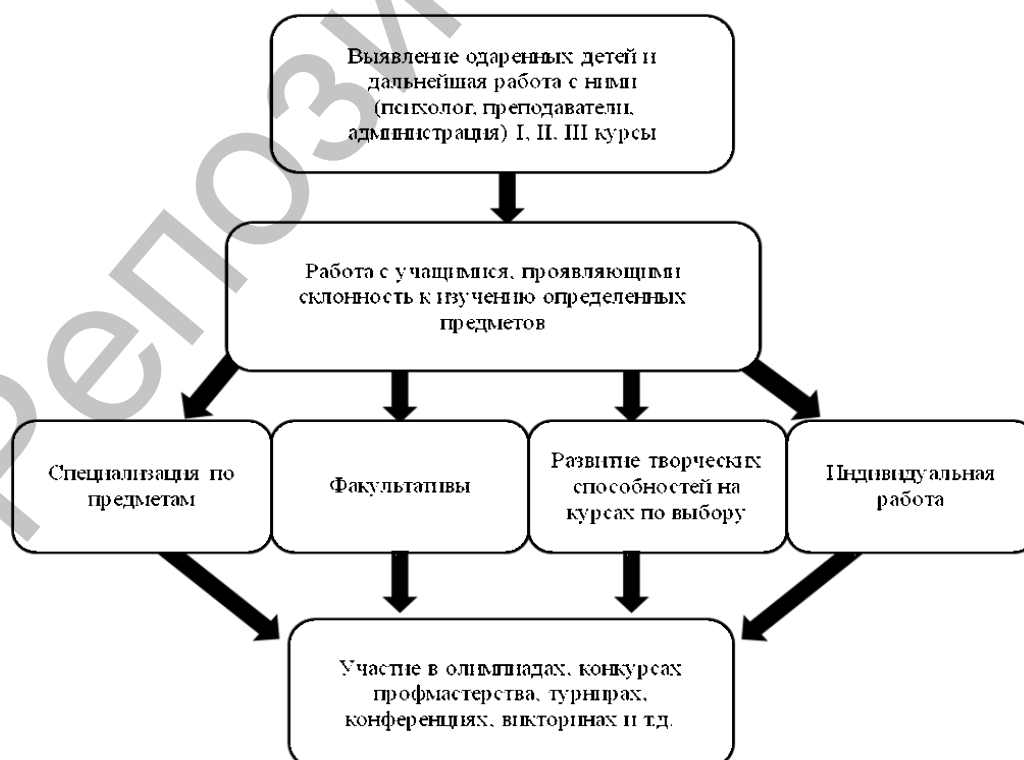 Выявление одаренных детей и
дальнейшая работа с ними
(психолог, преподаватели,
администрация) I, II, III курсы
Работа с учащимися, проявляющими
склонность к изучению определенных
предметов
Специализация по
предметам
Факультативы
Развитие творческих
способностей на
курсах по выбору
Индивидуальная
работа
Участие в олимпиадах, конкурсах
профмастерства, турнирах,
конференциях, викторинах и т.д.
Репози